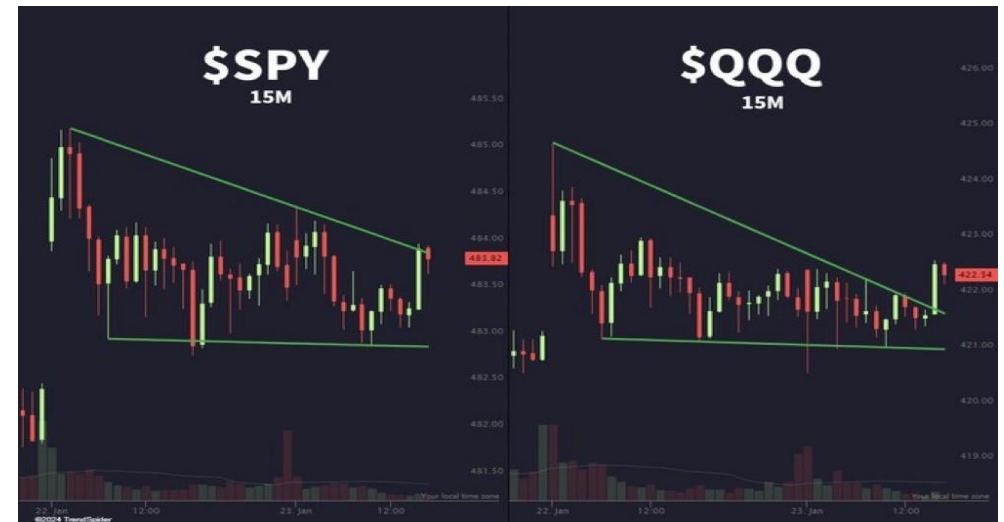 $SPY
15M
485.50
485.00
484.50
484.00
483.82
483.50
483.00
482.50
482.00
481.50
Your local time zone
22. Jan 12:00 23. Jan 12:00
©2024 TrendSpider
$QQQ
15M
426.00
425.00
424.00
423.00
422.34
422.00
421.00
420.00
419.00
Your local time zone
22. Jan 12:00 23. Jan 12:00